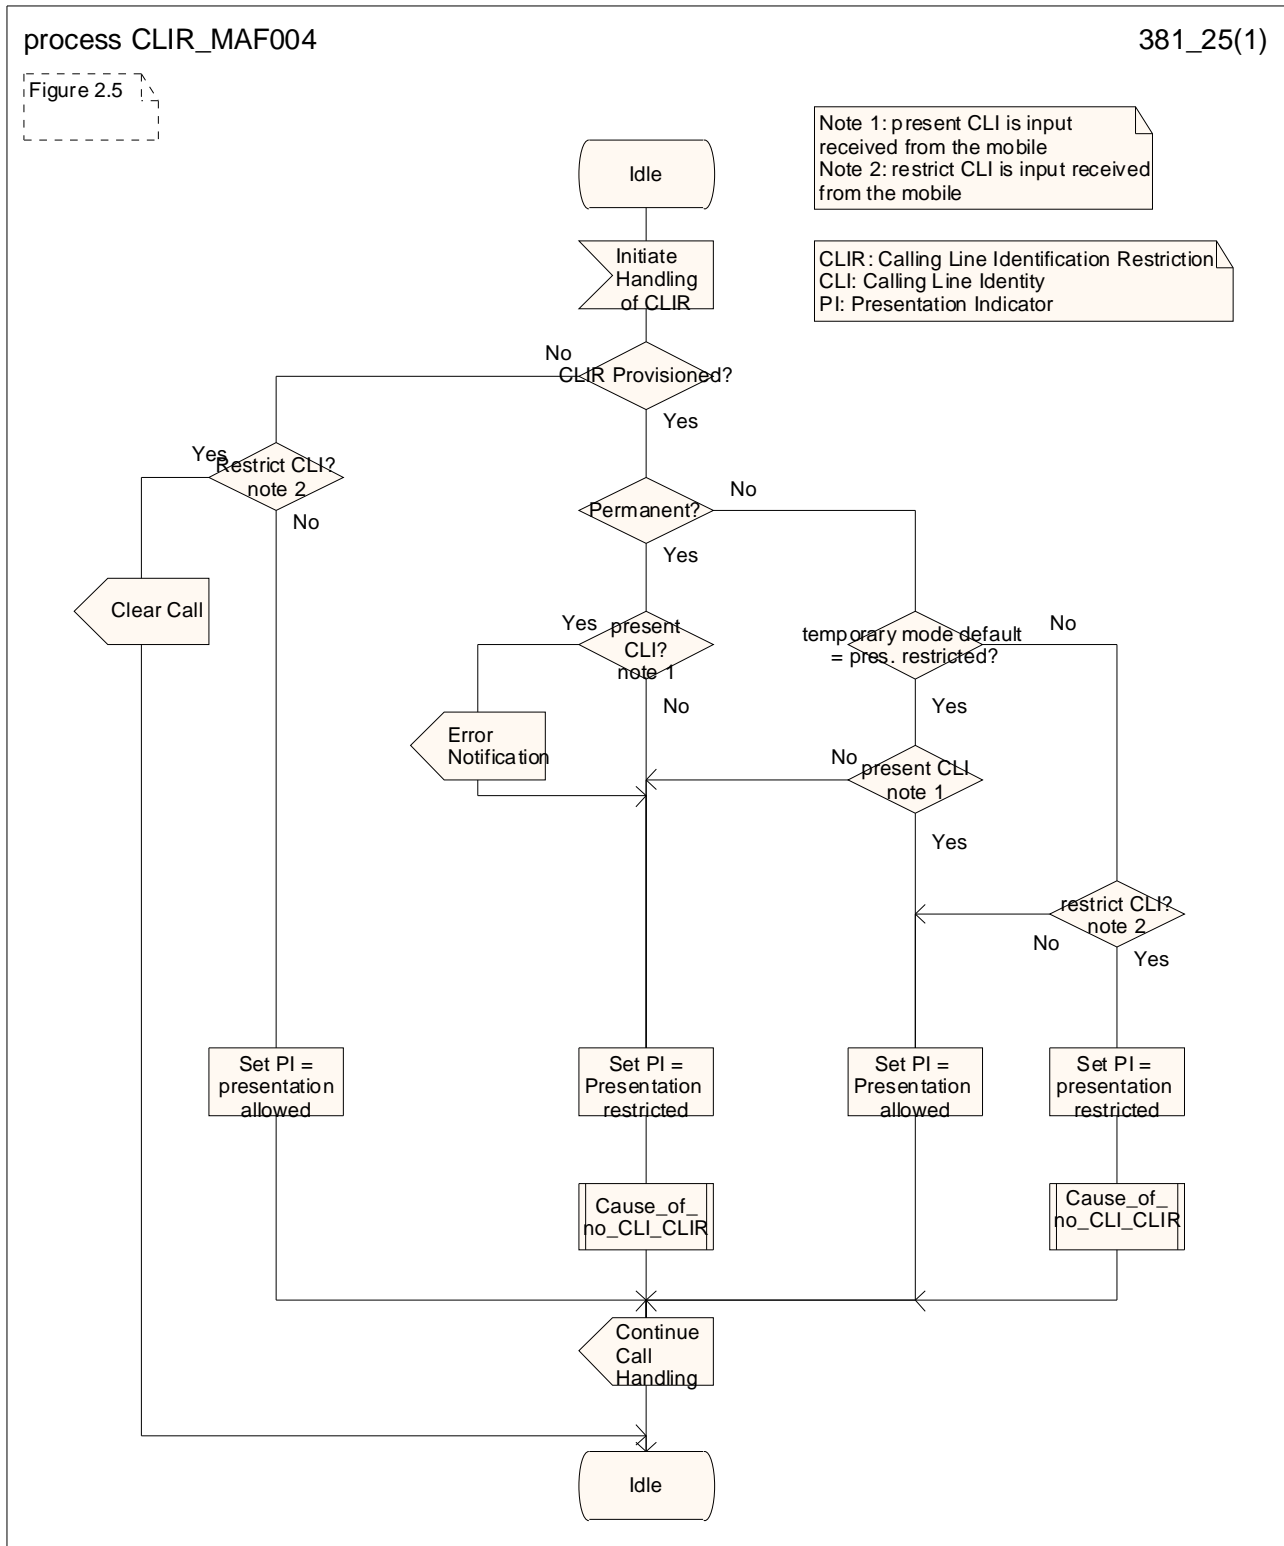 process CLIR_MAF004
381_25(1)
Figure 2.5
Note 1: present CLI is input
received from the mobile
Note 2: restrict CLI is input received
from the mobile
Idle
Initiate
Handling
of CLIR
CLIR: Calling Line Identification Restriction
CLI: Calling Line Identity
PI: Presentation Indicator
No
CLIR Provisioned?
Yes
Yes
Restrict CLI?
note 2
No
Permanent?
No
Yes
Clear Call
Yes
present
CLI?
note 1
No
temporary mode default
= pres. restricted?
No
Yes
Error
Notification
No
present CLI
note 1
Yes
restrict CLI?
note 2
No
Yes
Set PI =
presentation
allowed
Set PI =
Presentation
restricted
Set PI =
Presentation
allowed
Set PI =
presentation
restricted
Cause_of_
no_CLI_CLIR
Cause_of_
no_CLI_CLIR
Continue
Call
Handling
Idle